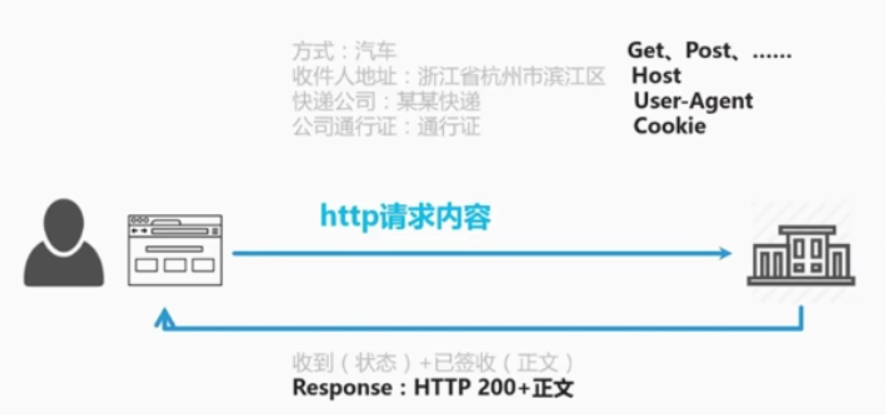 方式：汽车 Get、Post、……
收件人地址：浙江省杭州市滨江区 Host
快递公司：某某快递 User-Agent
公司通行证：通行证 Cookie
http请求内容
收到（状态）+已签收（正文）
Response：HTTP 200+正文